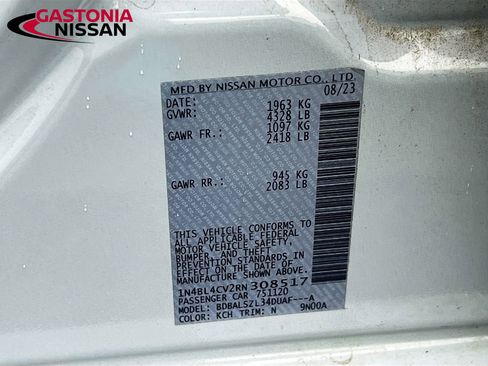 GASTONIA
NISSAN
MFD BY NISSAN MOTOR CO., LTD.
DATE: 08/23
GVWR: 1963 KG
4328 LB
GAWR FR: 1097 KG
2418 LB
GAWR RR: 945 KG
2083 LB
THIS VEHICLE CONFORMS TO
ALL APPLICABLE FEDERAL
MOTOR VEHICLE SAFETY,
BUMPER, AND THEFT
PREVENTION STANDARDS IN
EFFECT ON THE DATE OF
MANUFACTURE SHOWN ABOVE.
1N4BL4CV2RN308517
PASSENGER CAR 751120
MODEL: BDBALSZL34DUAF---A
COLOR: KCH TRIM: N 9N00A